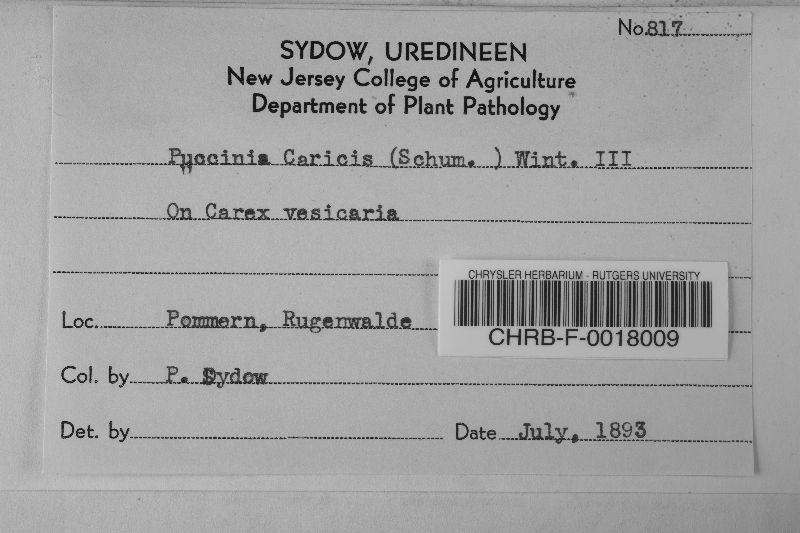 No. 817
SYDOW, UREDINEEN
New Jersey College of Agriculture
Department of Plant Pathology
Puccinia Caricis (Schum. ) Wint. III
On Carex vesicaria
CHRYSLER HERBARIUM - RUTGERS UNIVERSITY
CHRB-F-0018009
Loc. Pommern, Rugenwalde
Col. by P. Sydow
Det. by Date July, 1893